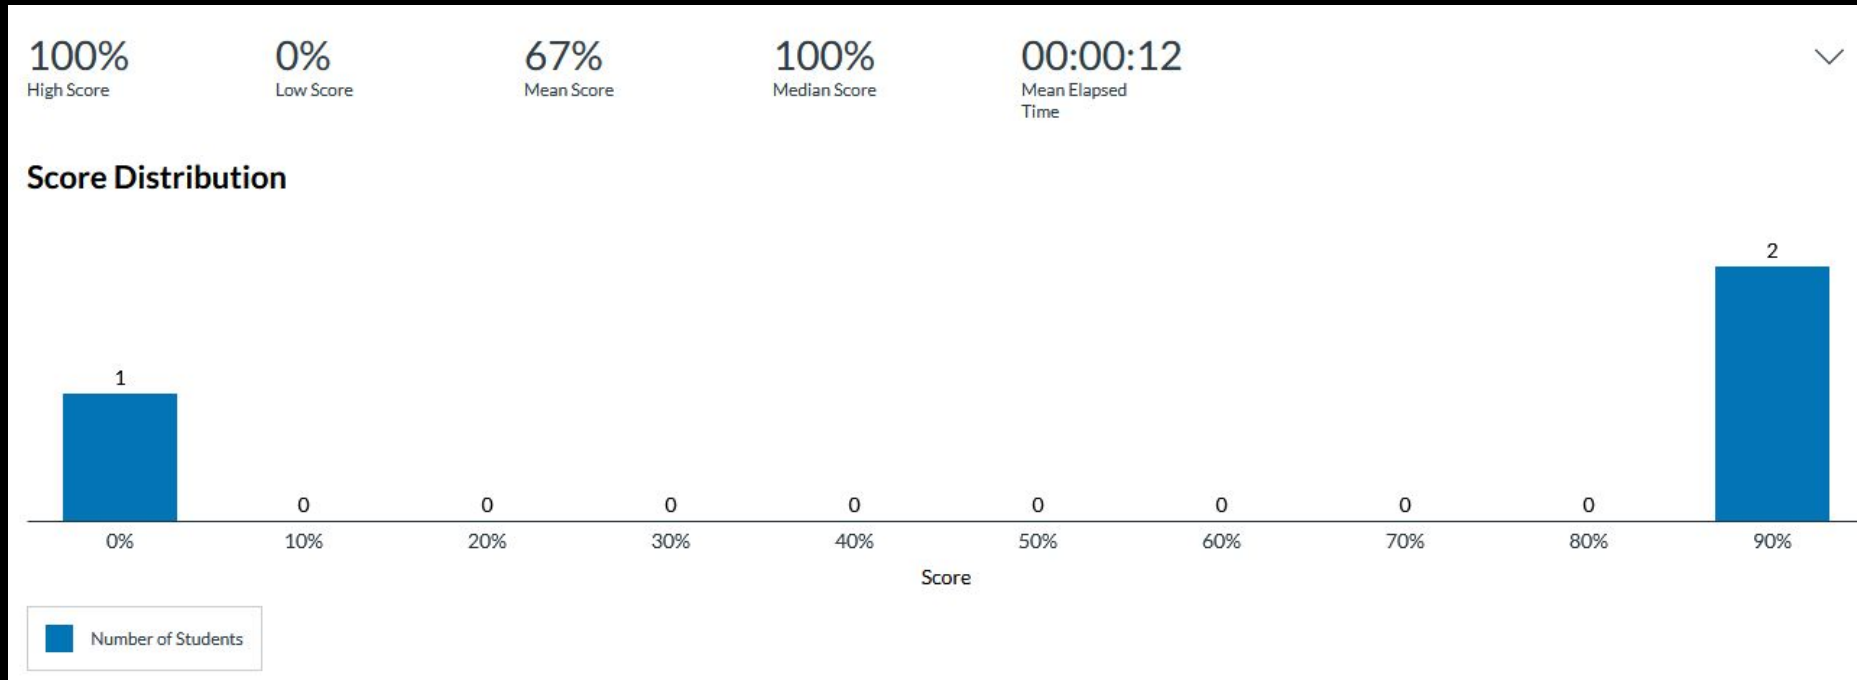 100% 0% 67% 100% 00:00:12
High Score Low Score Mean Score Median Score Mean Elapsed
Time
Score Distribution
2
1
0 0 0 0 0 0 0 0
0% 10% 20% 30% 40% 50% 60% 70% 80% 90%
Score
Number of Students